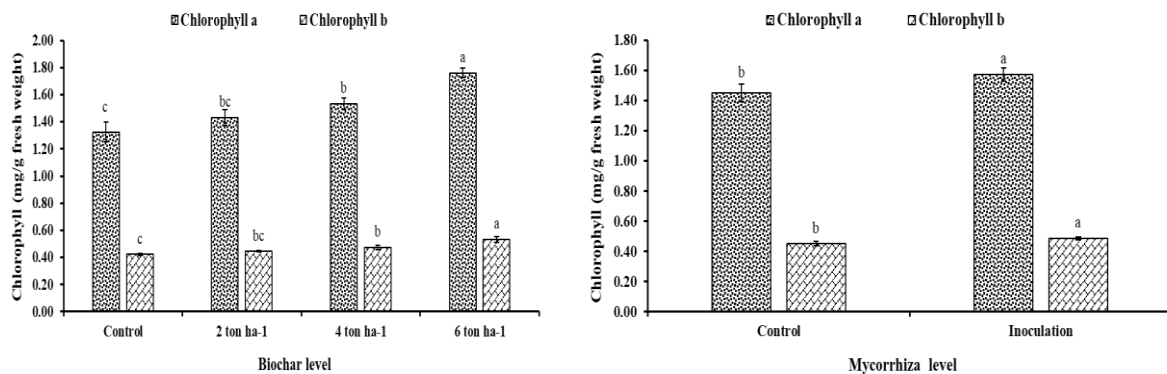 Chlorophyll a Chlorophyll b
Chlorophyll (mg/g fresh weight)
2.00
1.80
1.60
1.40
1.20
1.00
0.80
0.60
0.40
0.20
0.00
c c bc bc b b a a
Control 2 ton ha-1 4 ton ha-1 6 ton ha-1
Biochar level
Chlorophyll a Chlorophyll b
Chlorophyll (mg/g fresh weight)
1.80
1.60
1.40
1.20
1.00
0.80
0.60
0.40
0.20
0.00
b b a a
Control Inoculation
Mycorrhiza level